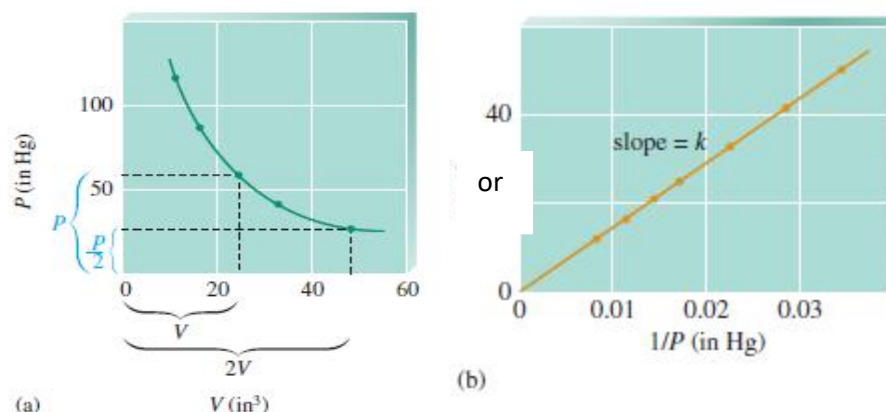 P (in Hg)
100
50
P
P/2
0
20
40
60
V
2V
(a)
V (in³)
or
40
0
slope = k
0
0.01
0.02
0.03
1/P (in Hg)
(b)